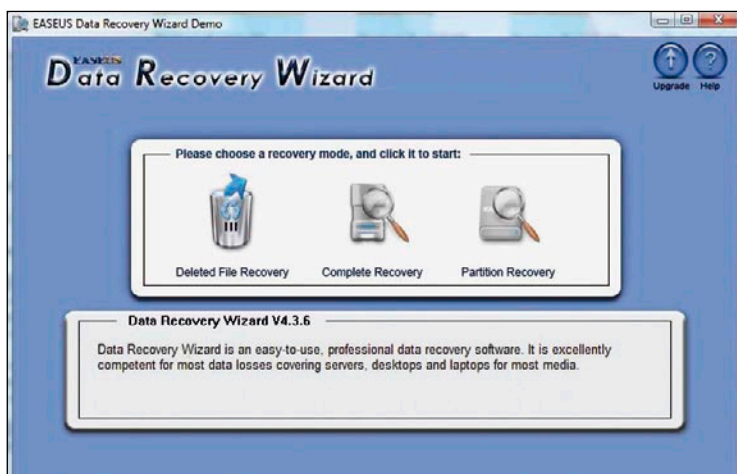 EASEUS Data Recovery Wizard Demo
EASEUS
Data Recovery Wizard
Upgrade Help
Please choose a recovery mode, and click it to start:
Deleted File Recovery Complete Recovery Partition Recovery
Data Recovery Wizard V4.3.6
Data Recovery Wizard is an easy-to-use, professional data recovery software. It is excellently
competent for most data losses covering servers, desktops and laptops for most media.